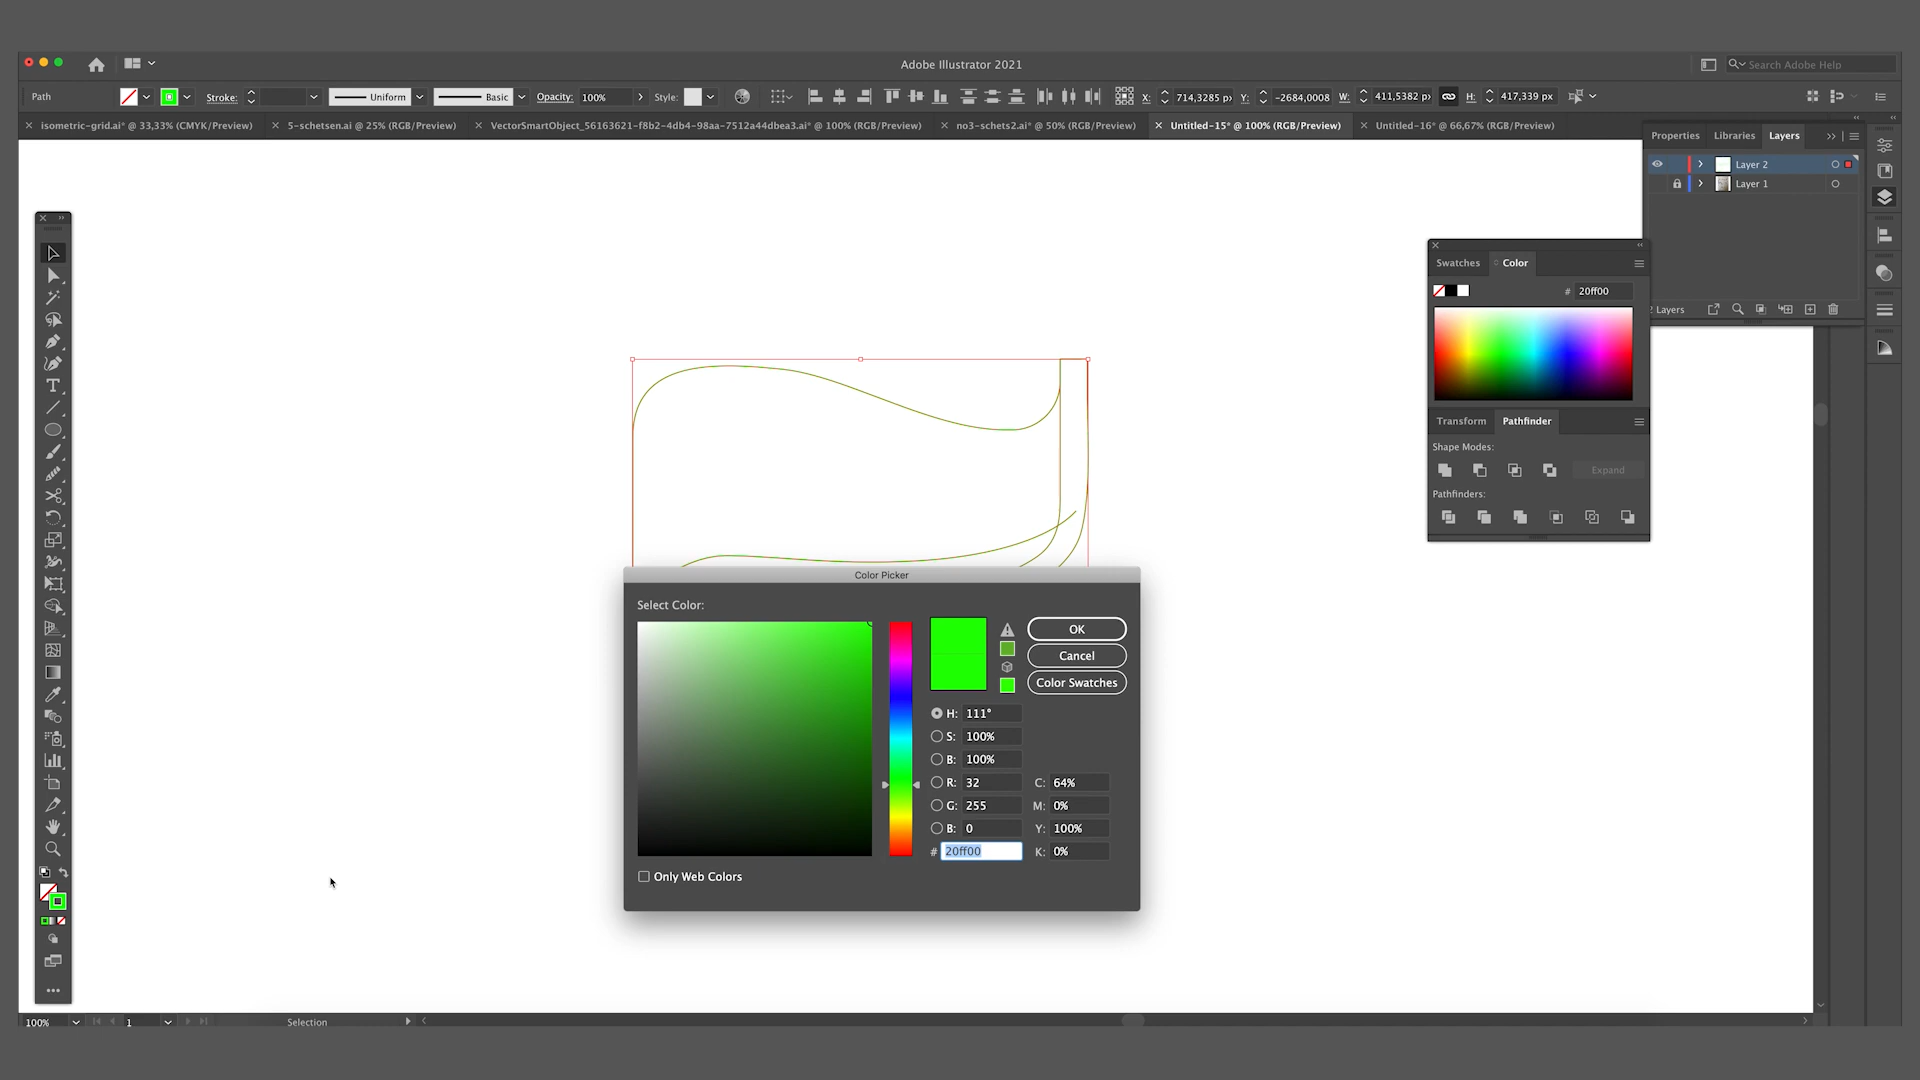 Adobe Illustrator 2021
Search Adobe Help
Path
Stroke:
Uniform
Basic
Opacity: 100%
Style:
X: 714,3285 p
Y: -2684,0008
W: 411,5382 p
H: 417,339 px
isometric-grid.ai* @ 33,33% (CMYK/Preview)
5-schetsen.ai @ 25% (RGB/Preview)
VectorSmartObject_56163621-f8b2-4db4-98aa-7512a44dbea3.ai* @ 100% (RGB/Preview)
no3-schets2.ai* @ 50% (RGB/Preview)
Untitled-15* @ 100% (RGB/Preview)
Untitled-16* @ 66,67% (RGB/Preview)
Properties
Libraries
Layers
Layer 2
Layer 1
Layers
Swatches
Color
# 20ff00
Transform
Pathfinder
Shape Modes:
Expand
Pathfinders:
Color Picker
Select Color:
OK
Cancel
Color Swatches
H: 111°
S: 100%
B: 100%
R: 32
C: 64%
G: 255
M: 0%
B: 0
Y: 100%
# 20ff00
K: 0%
Only Web Colors
100%
1
Selection